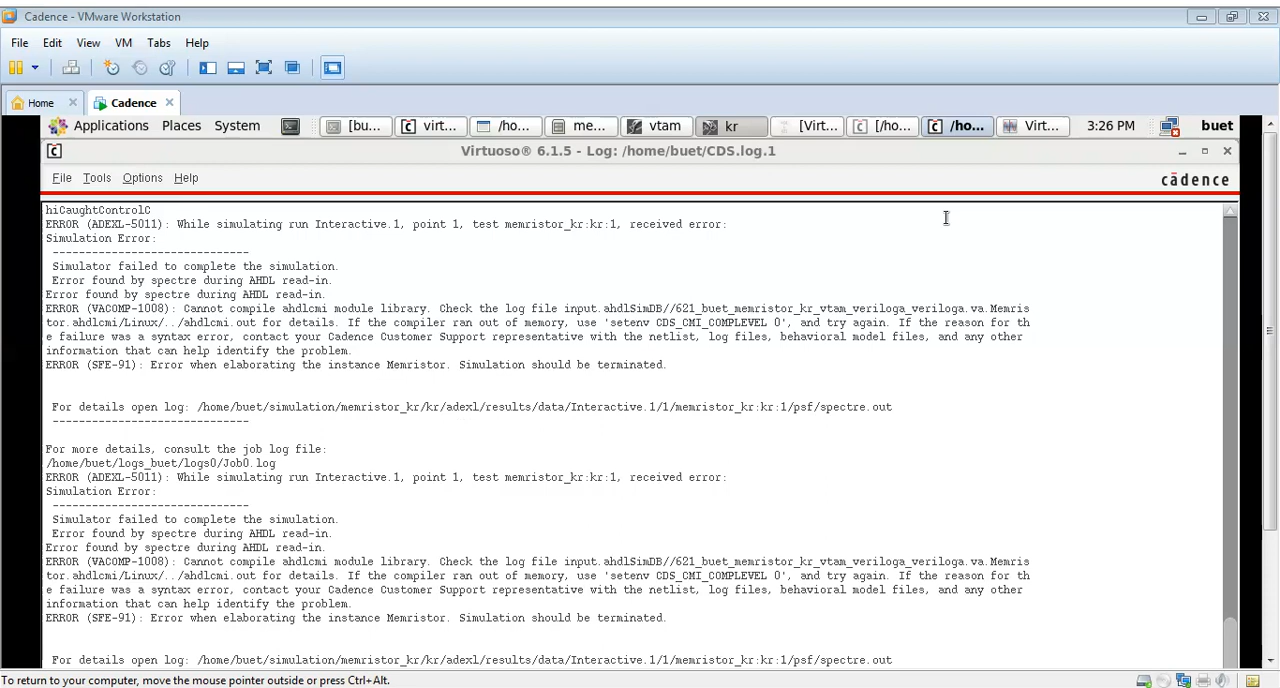 Cadence - VMware Workstation
File Edit View VM Tabs Help
Home Cadence
Applications Places System [bu... virt... /ho... me... vtam kr [Virt... [/ho... /ho... Virt... 3:26 PM buet
Virtuoso® 6.1.5 - Log: /home/buet/CDS.log.1
File Tools Options Help cādence
hiCaughtControlC
ERROR (ADEXL-5011): While simulating run Interactive.1, point 1, test memristor_kr:kr:1, received error:
Simulation Error:
-----------------------------
Simulator failed to complete the simulation.
Error found by spectre during AHDL read-in.
Error found by spectre during AHDL read-in.
ERROR (VACOMP-1008): Cannot compile ahdlcmi module library. Check the log file input.ahdlSimDB//621_buet_memristor_kr_vtam_veriloga_veriloga.va.Memris
tor.ahdlcmi/Linux/../ahdlcmi.out for details. If the compiler ran out of memory, use 'setenv CDS_CMI_COMPLEVEL 0', and try again. If the reason for th
e failure was a syntax error, contact your Cadence Customer Support representative with the netlist, log files, behavioral model files, and any other
information that can help identify the problem.
ERROR (SFE-91): Error when elaborating the instance Memristor. Simulation should be terminated.
For details open log: /home/buet/simulation/memristor_kr/kr/adexl/results/data/Interactive.1/1/memristor_kr:kr:1/psf/spectre.out
-----------------------------
For more details, consult the job log file:
/home/buet/logs_buet/logs0/Job0.log
ERROR (ADEXL-5011): While simulating run Interactive.1, point 1, test memristor_kr:kr:1, received error:
Simulation Error:
-----------------------------
Simulator failed to complete the simulation.
Error found by spectre during AHDL read-in.
Error found by spectre during AHDL read-in.
ERROR (VACOMP-1008): Cannot compile ahdlcmi module library. Check the log file input.ahdlSimDB//621_buet_memristor_kr_vtam_veriloga_veriloga.va.Memris
tor.ahdlcmi/Linux/../ahdlcmi.out for details. If the compiler ran out of memory, use 'setenv CDS_CMI_COMPLEVEL 0', and try again. If the reason for th
e failure was a syntax error, contact your Cadence Customer Support representative with the netlist, log files, behavioral model files, and any other
information that can help identify the problem.
ERROR (SFE-91): Error when elaborating the instance Memristor. Simulation should be terminated.
For details open log: /home/buet/simulation/memristor_kr/kr/adexl/results/data/Interactive.1/1/memristor_kr:kr:1/psf/spectre.out
To return to your computer, move the mouse pointer outside or press Ctrl+Alt.